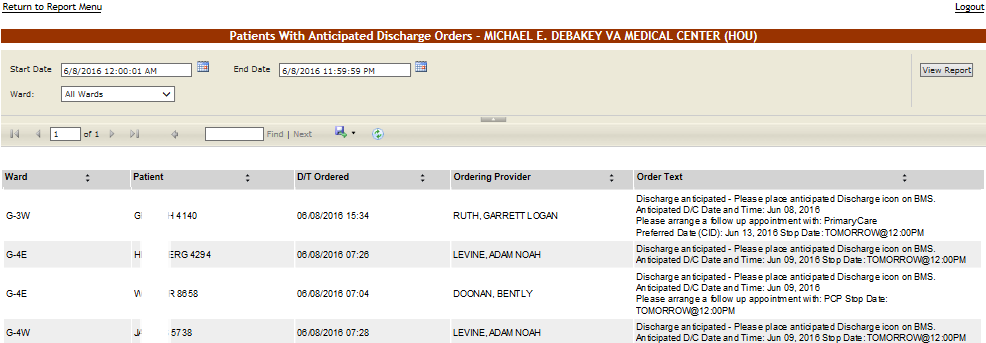 Return to Report Menu Logout
Patients With Anticipated Discharge Orders - MICHAEL E. DEBAKEY VA MEDICAL CENTER (HOU)
Start Date 6/8/2016 12:00:01 AM End Date 6/8/2016 11:59:59 PM View Report
Ward: All Wards
1 of 1 Find | Next
Ward Patient D/T Ordered Ordering Provider Order Text
Discharge anticipated - Please place anticipated Discharge icon on BMS.
Anticipated D/C Date and Time: Jun 08, 2016
G-3W H 4140 06/08/2016 15:34 RUTH, GARRETT LOGAN
Please arrange a follow up appointment with: PrimaryCare
Preferred Date (CID): Jun 13, 2016 Stop Date: TOMORROW@12:00PM
Discharge anticipated - Please place anticipated Discharge icon on BMS.
G-4E ERG 4294 06/08/2016 07:26 LEVINE, ADAM NOAH
Anticipated D/C Date and Time: Jun 09, 2016 Stop Date: TOMORROW@12:00PM
Discharge anticipated - Please place anticipated Discharge icon on BMS.
Anticipated D/C Date and Time: Jun 09, 2016
G-4E R 8658 06/08/2016 07:04 DOONAN, BENTLY
Please arrange a follow up appointment with: PCP Stop Date:
TOMORROW@12:00PM
Discharge anticipated - Please place anticipated Discharge icon on BMS.
G-4W 5738 06/08/2016 07:28 LEVINE, ADAM NOAH
Anticipated D/C Date and Time: Jun 09, 2016 Stop Date: TOMORROW@12:00PM